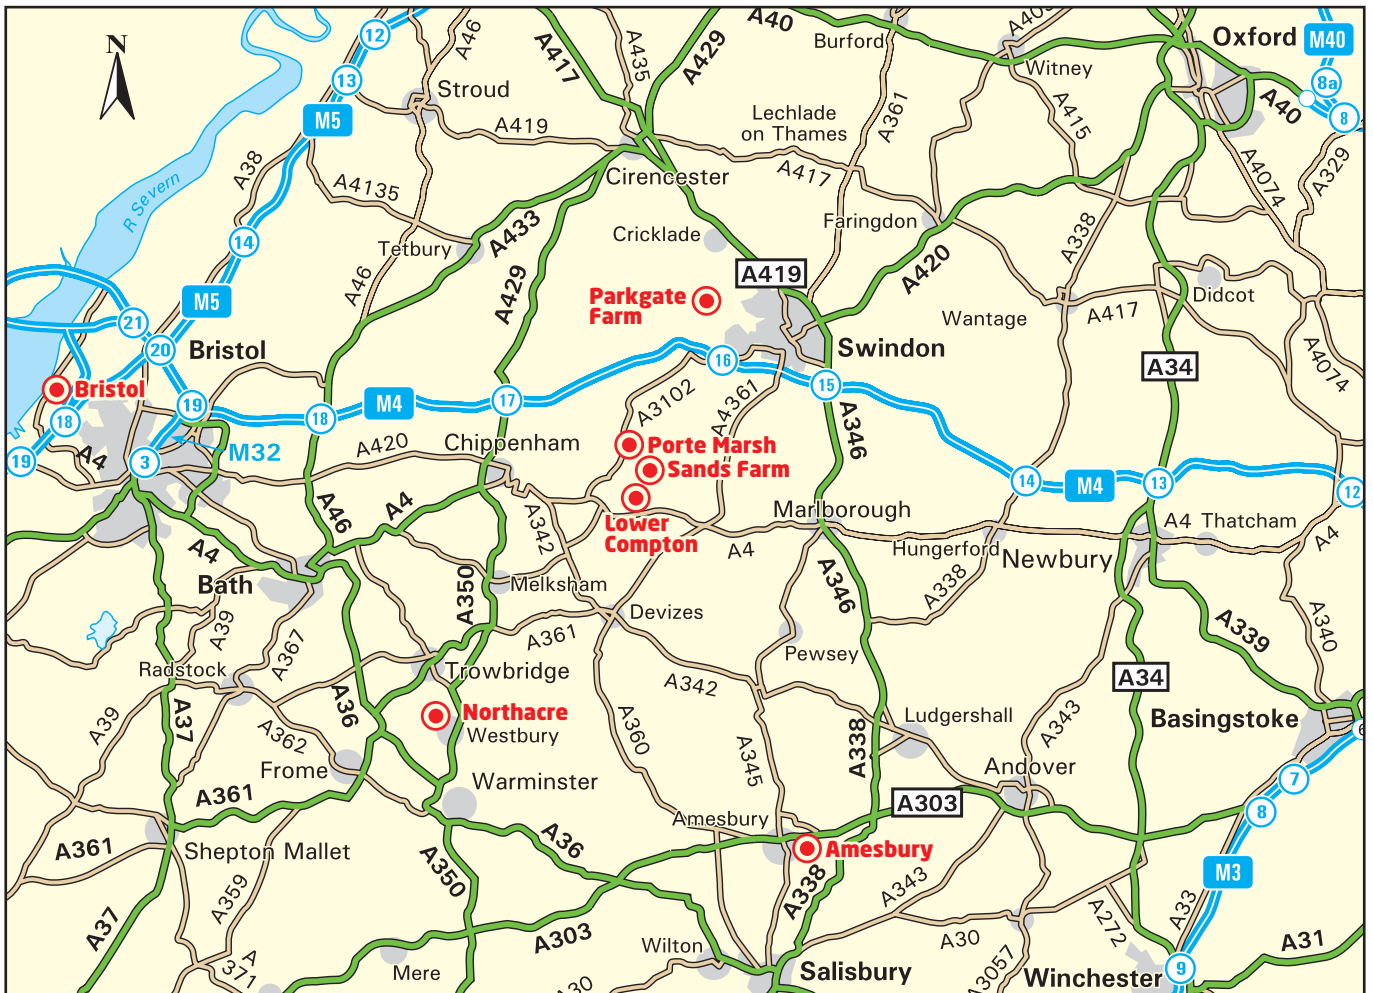 N
12
A46
A417
A435
A429
A40
Burford
A40
Oxford
M40
13
Stroud
Witney
8a
M5
A419
Lechlade
on Thames
A361
A415
A40
8
A38
R Severn
A4135
Cirencester
A417
A4074
A329
14
Tetbury
A433
Cricklade
Faringdon
A338
A46
A429
A419
A420
M5
Parkgate
Farm
Didcot
21
Wantage
A417
20
Bristol
16
Swindon
A34
A4074
Bristol
19
18
M4
17
A3102
A4361
15
18
A346
19
A4
3
M32
A420
Chippenham
Porte Marsh
Sands Farm
14
M4
13
12
A46
A4
A342
Lower
Compton
Marlborough
A4
Thatcham
A4
A4
A4
Hungerford
Newbury
Bath
A350
Melksham
A346
A338
A39
A367
A361
Devizes
A339
A340
Radstock
Trowbridge
Pewsey
A342
A34
A39
A37
A36
Northacre
Westbury
A360
A338
Ludgershall
A343
Basingstoke
6
A362
Frome
Warminster
A345
Andover
7
A361
A303
8
A361
Shepton Mallet
A350
A36
Amesbury
Amesbury
M3
A37
A359
A338
A343
A272
A33
A303
Wilton
A30
A3057
A31
A
371
Mere
A30
Salisbury
Winchester
9